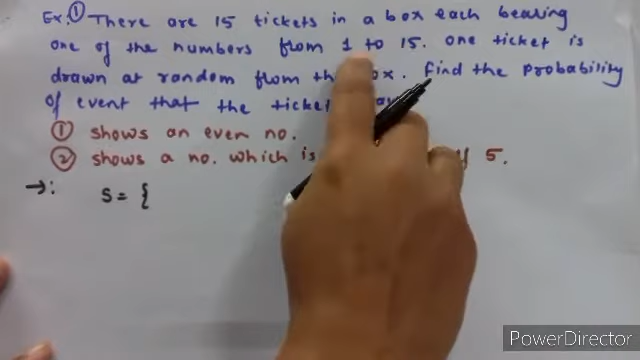 Ex. ① There are 15 tickets in a box each bearing
one of the numbers from 1 to 15. one ticket is
drawn at random from the box. find the probability
of event that the ticket
① shows an even no.
② shows a no. which is 5.
→: S = {
PowerDirector